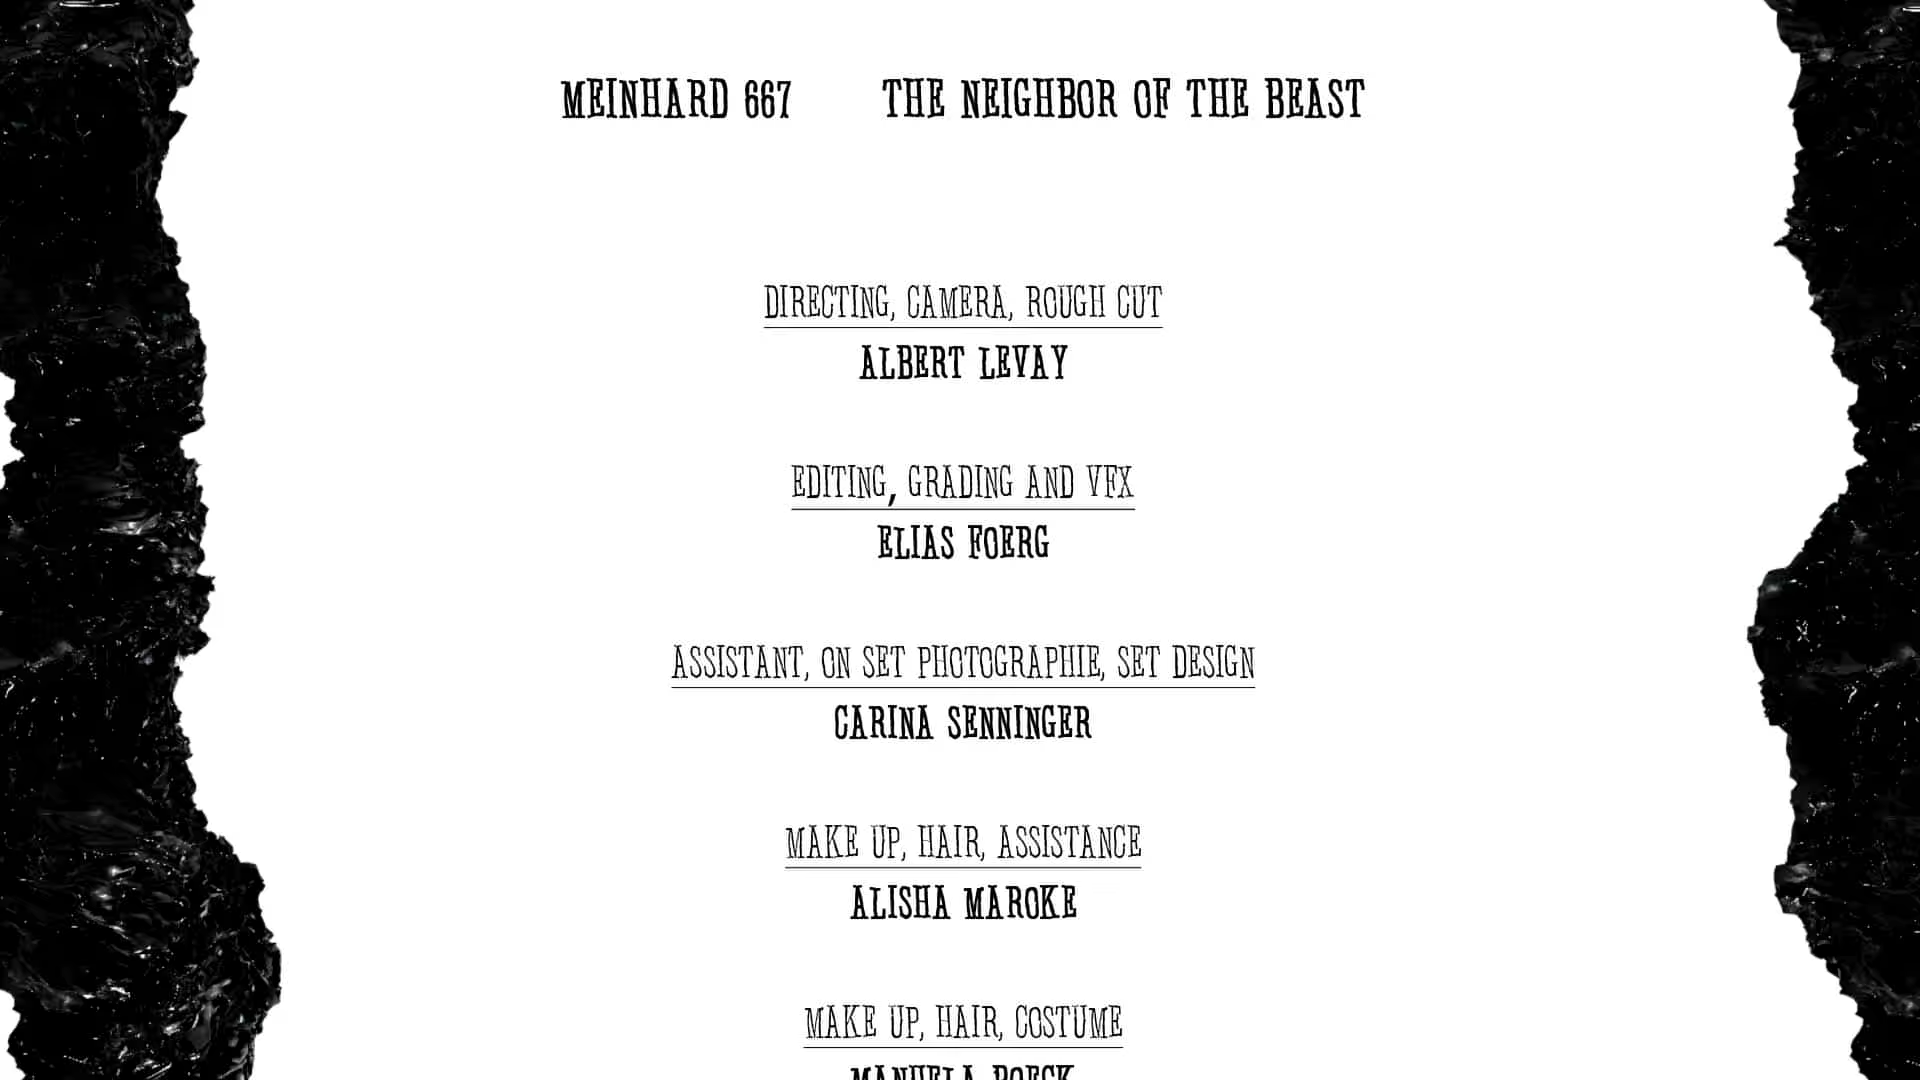 MEINHARD 667 THE NEIGHBOR OF THE BEAST
DIRECTING, CAMERA, ROUGH CUT
ALBERT LEVAY
EDITING, GRADING AND VFX
ELIAS FOERG
ASSISTANT, ON SET PHOTOGRAPHIE, SET DESIGN
CARINA SENNINGER
MAKE UP, HAIR, ASSISTANCE
ALISHA MAROKE
MAKE UP, HAIR, COSTUME
MANUELA